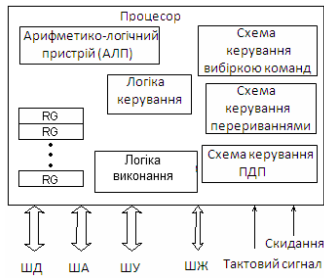 Процесор
Арифметико-логічний
пристрій (АЛП)
Схема
керування
вибіркою команд
Логіка
керування
Схема
керування
перериваннями
RG
RG
RG
Логіка
виконання
Схема керування
ПДП
Скидання
ШД
ША
ШУ
ШЖ
Тактовий сигнал